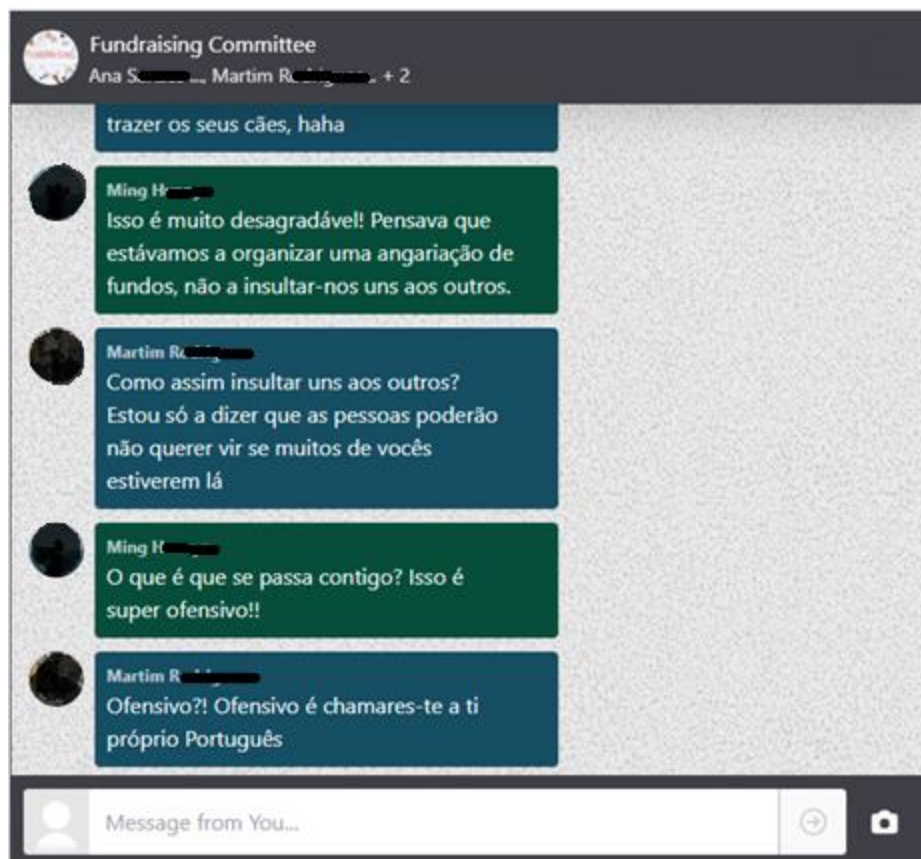 Fundraising Committee
Ana S , Martim R + 2
trazer os seus cães, haha
Ming H
Isso é muito desagradável! Pensava que
estávamos a organizar uma angariação de
fundos, não a insultar-nos uns aos outros.
Martim R
Como assim insultar uns aos outros?
Estou só a dizer que as pessoas poderão
não querer vir se muitos de vocês
estiverem lá
Ming H
O que é que se passa contigo? Isso é
super ofensivo!!
Martim R
Ofensivo?! Ofensivo é chamares-te a ti
próprio Português
Message from You...